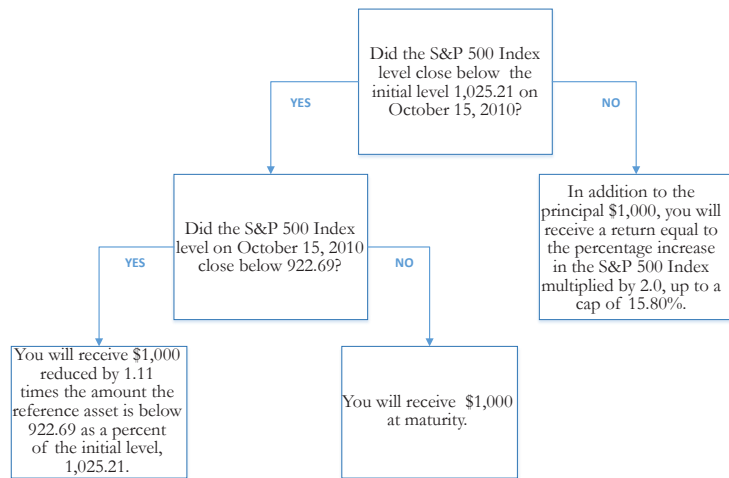 Did the S&P 500 Index
level close below the
initial level 1,025.21 on
October 15, 2010?
YES
NO
Did the S&P 500 Index
level on October 15, 2010
close below 922.69?
In addition to the
principal $1,000, you will
receive a return equal to
the percentage increase
in the S&P 500 Index
multiplied by 2.0, up to a
cap of 15.80%.
YES
NO
You will receive $1,000
reduced by 1.11
times the amount the
reference asset is below
922.69 as a percent
of the initial level,
1,025.21.
You will receive $1,000
at maturity.